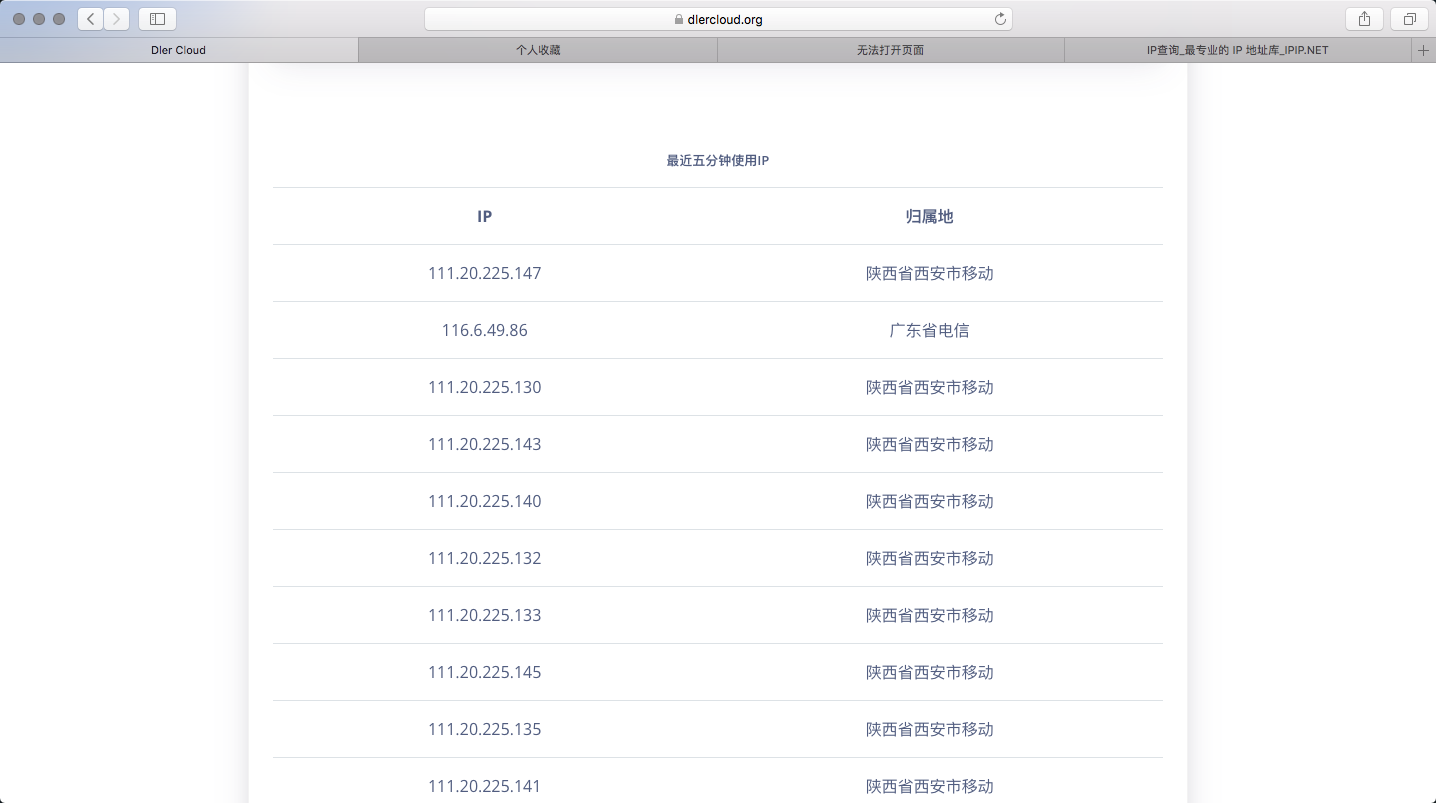 dlercloud.org
Dler Cloud 个人收藏 无法打开页面 IP查询_最专业的 IP 地址库_IPIP.NET
最近五分钟使用IP
IP 归属地
111.20.225.147 陕西省西安市移动
116.6.49.86 广东省电信
111.20.225.130 陕西省西安市移动
111.20.225.143 陕西省西安市移动
111.20.225.140 陕西省西安市移动
111.20.225.132 陕西省西安市移动
111.20.225.133 陕西省西安市移动
111.20.225.145 陕西省西安市移动
111.20.225.135 陕西省西安市移动
111.20.225.141 陕西省西安市移动